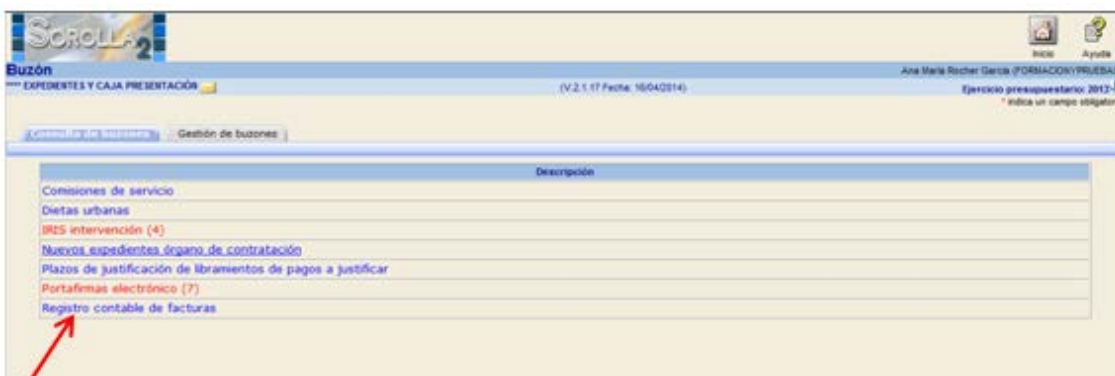 SOROLLA2
Inicio Ayuda
Buzón Ana María Rocher García (FORMACIONYPRUEBA
**** EXPEDIENTES Y CAJA PRESENTACIÓN (V.2.1.17 Fecha: 16/04/2014) Ejercicio presupuestario: 2012
* indica un campo obligator
Consulta de buzones Gestión de buzones
Descripción
Comisiones de servicio
Dietas urbanas
IRIS intervención (4)
Nuevos expedientes órgano de contratación
Plazos de justificación de libramientos de pagos a justificar
Portafirmas electrónico (7)
Registro contable de facturas